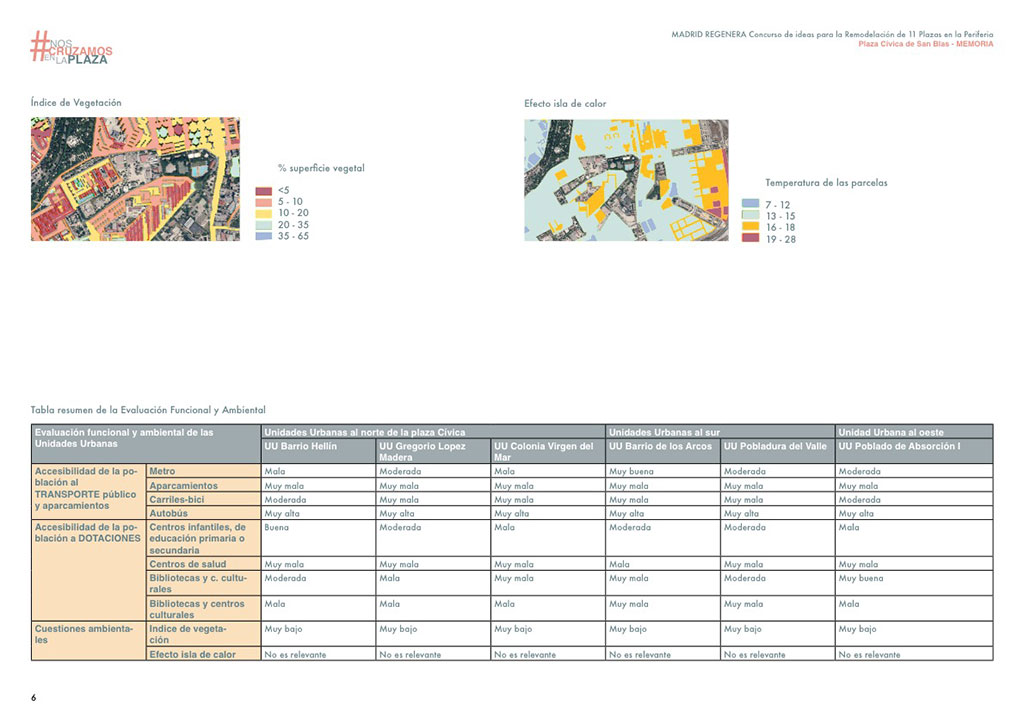 #NOS
CRUZAMOS
EN LA PLAZA
MADRID REGENERA Concurso de ideas para la Remodelación de 11 Plazas en la Periferia
Plaza Cívica de San Blas - MEMORIA
Índice de Vegetación
% superficie vegetal
<5
5 - 10
10 - 20
20 - 35
35 - 65
Efecto isla de calor
Temperatura de las parcelas
7 - 12
13 - 15
16 - 18
19 - 28
Tabla resumen de la Evaluación Funcional y Ambiental
Evaluación funcional y ambiental de las
Unidades Urbanas
Unidades Urbanas al norte de la plaza Cívica
Unidades Urbanas al sur
Unidad Urbana al oeste
UU Barrio Hellín
UU Gregorio Lopez
Madera
UU Colonia Virgen del
Mar
UU Barrio de los Arcos
UU Pobladura del Valle
UU Poblado de Absorción I
Accesibilidad de la po-
blación al
TRANSPORTE público
y aparcamientos
Metro
Mala
Moderada
Mala
Muy buena
Moderada
Moderada
Aparcamientos
Muy mala
Muy mala
Muy mala
Muy mala
Muy mala
Muy mala
Carriles-bici
Moderada
Muy mala
Muy mala
Muy mala
Muy mala
Moderada
Autobús
Muy alta
Muy alta
Muy alta
Muy alta
Muy alta
Muy alta
Accesibilidad de la po-
blación a DOTACIONES
Centros infantiles, de
educación primaria o
secundaria
Buena
Moderada
Mala
Moderada
Moderada
Mala
Centros de salud
Muy mala
Muy mala
Muy mala
Mala
Muy mala
Muy mala
Bibliotecas y c. cultu-
rales
Moderada
Mala
Muy mala
Muy mala
Moderada
Muy buena
Bibliotecas y centros
culturales
Mala
Mala
Mala
Muy mala
Muy mala
Mala
Cuestiones ambienta-
les
Indice de vegeta-
ción
Muy bajo
Muy bajo
Muy bajo
Muy bajo
Muy bajo
Muy bajo
Efecto isla de calor
No es relevante
No es relevante
No es relevante
No es relevante
No es relevante
No es relevante
6